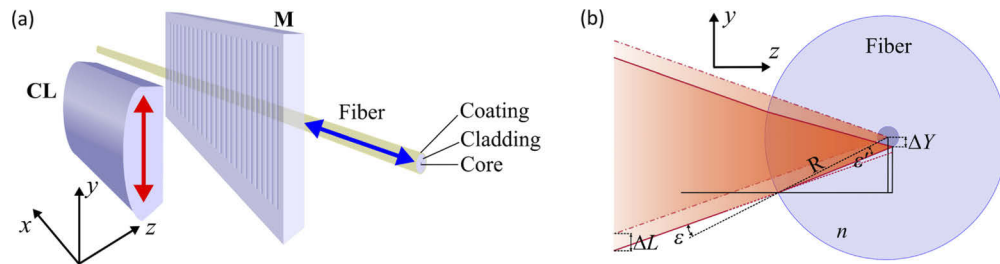 (a)
M
CL
Fiber
Coating
Cladding
Core
y
x
z
(b)
y
z
Fiber
ΔY
R
ε'
ε
ΔL
n